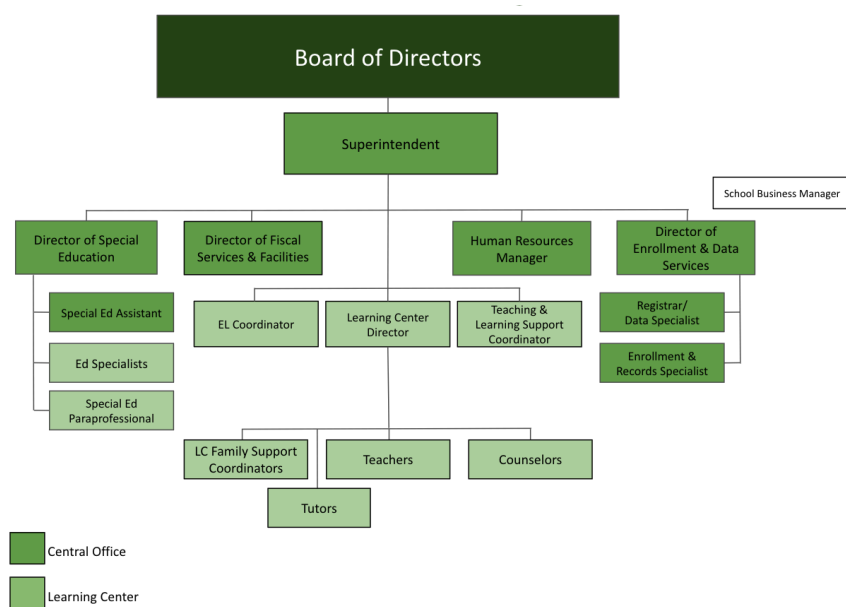 Board of Directors
Superintendent
School Business Manager
Director of Special
Education
Director of Fiscal
Services & Facilities
Human Resources
Manager
Director of
Enrollment & Data
Services
Special Ed Assistant
Ed Specialists
Special Ed
Paraprofessional
EL Coordinator
Learning Center
Director
Teaching &
Learning Support
Coordinator
Registrar/
Data Specialist
Enrollment &
Records Specialist
LC Family Support
Coordinators
Teachers
Counselors
Tutors
Central Office
Learning Center